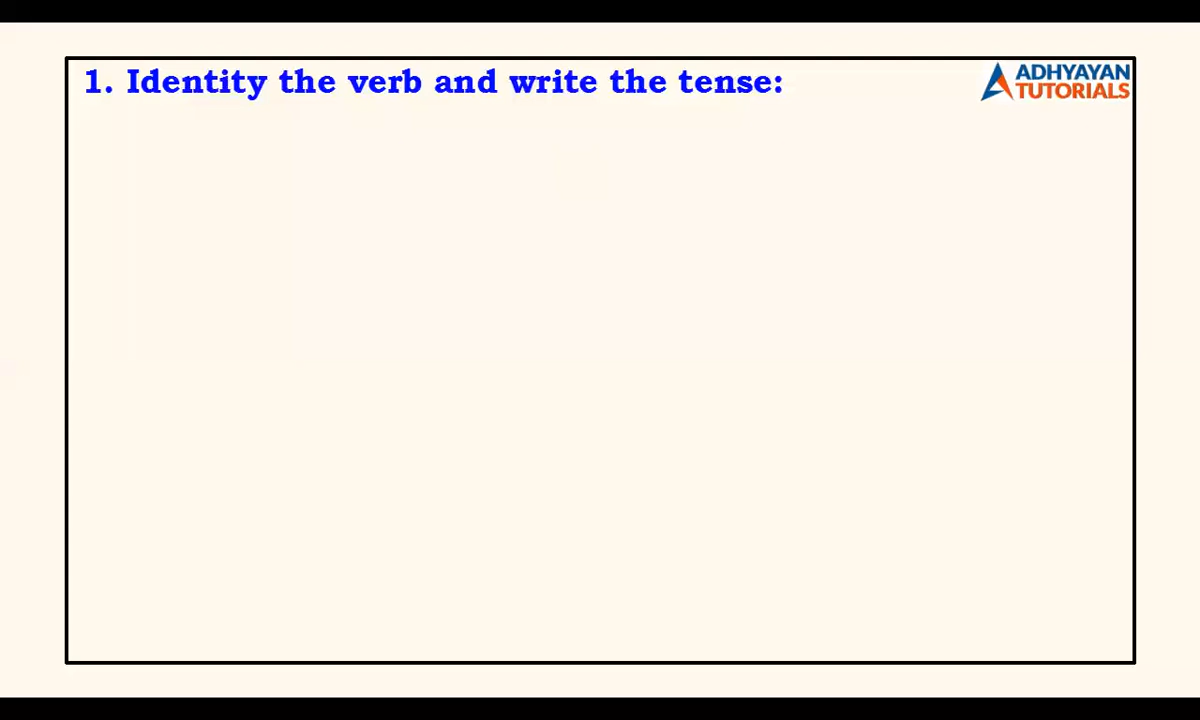 1. Identity the verb and write the tense:
ADHYAYAN
TUTORIALS